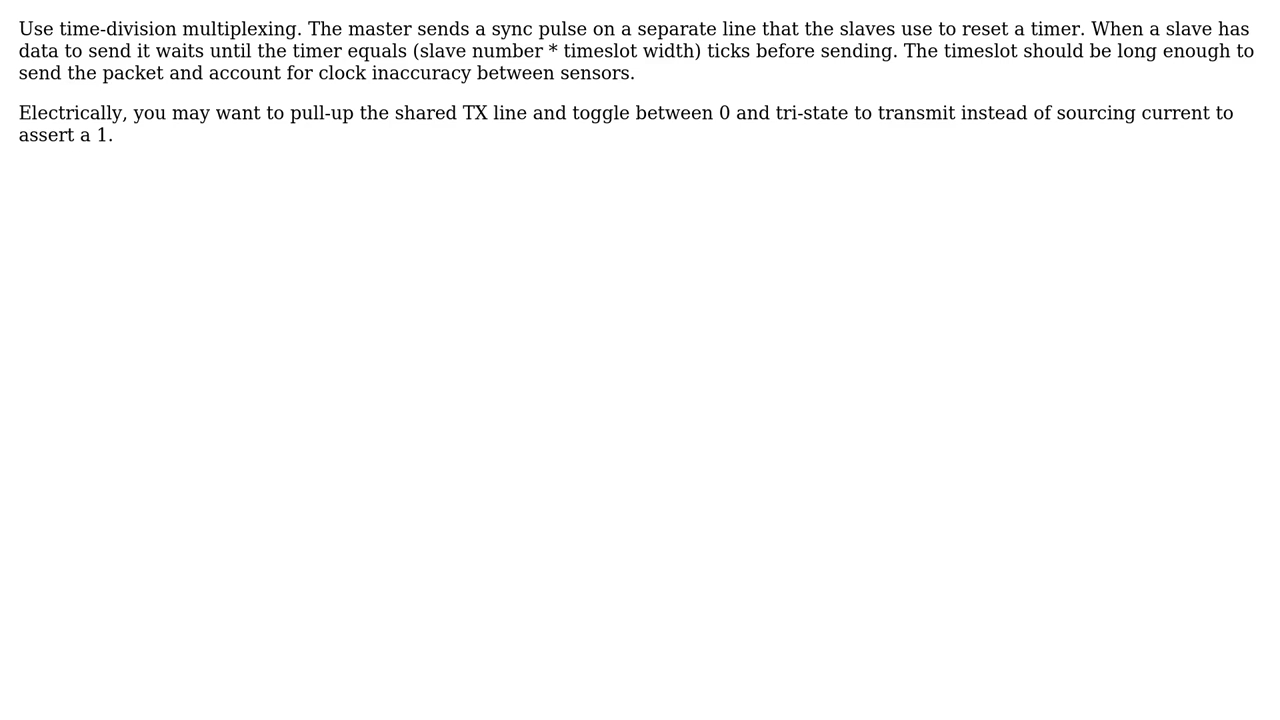 Use time-division multiplexing. The master sends a sync pulse on a separate line that the slaves use to reset a timer. When a slave has
data to send it waits until the timer equals (slave number * timeslot width) ticks before sending. The timeslot should be long enough to
send the packet and account for clock inaccuracy between sensors.
Electrically, you may want to pull-up the shared TX line and toggle between 0 and tri-state to transmit instead of sourcing current to
assert a 1.